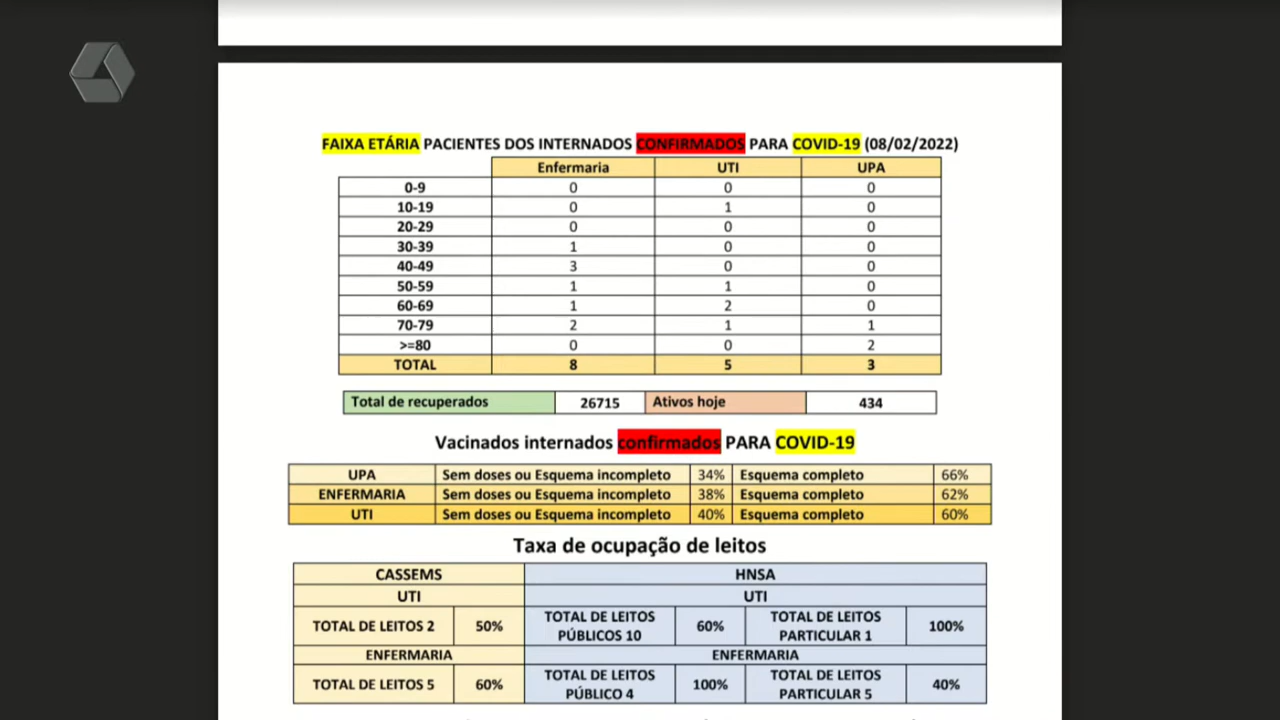 FAIXA ETÁRIA PACIENTES DOS INTERNADOS CONFIRMADOS PARA COVID-19 (08/02/2022)
Enfermaria UTI UPA
0-9 0 0 0
10-19 0 1 0
20-29 0 0 0
30-39 1 0 0
40-49 3 0 0
50-59 1 1 0
60-69 1 2 0
70-79 2 1 1
>=80 0 0 2
TOTAL 8 5 3
Total de recuperados 26715 Ativos hoje 434
Vacinados internados confirmados PARA COVID-19
UPA Sem doses ou Esquema incompleto 34% Esquema completo 66%
ENFERMARIA Sem doses ou Esquema incompleto 38% Esquema completo 62%
UTI Sem doses ou Esquema incompleto 40% Esquema completo 60%
Taxa de ocupação de leitos
CASSEMS HNSA
UTI UTI
TOTAL DE LEITOS 2 50% TOTAL DE LEITOS PÚBLICOS 10 60% TOTAL DE LEITOS PARTICULAR 1 100%
ENFERMARIA ENFERMARIA
TOTAL DE LEITOS 5 60% TOTAL DE LEITOS PÚBLICO 4 100% TOTAL DE LEITOS PARTICULAR 5 40%